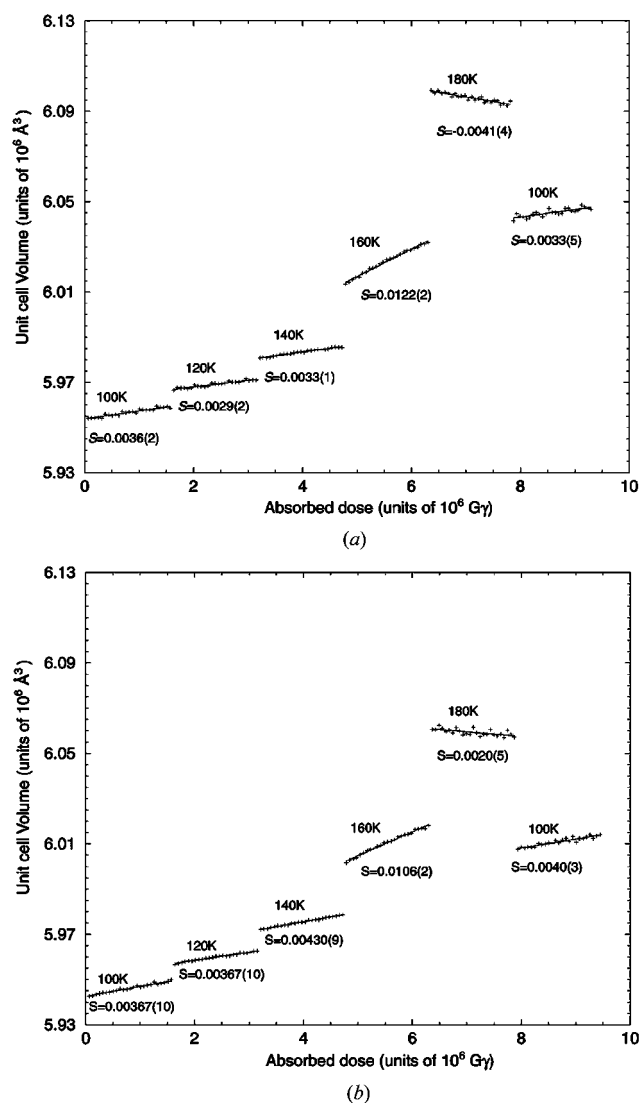 6.13
6.09
6.05
6.01
5.97
5.93
Unit cell Volume (units of 10⁶ Å³)
180K
S=-0.0041(4)
100K
S=0.0033(5)
160K
S=0.0122(2)
140K
S=0.0033(1)
120K
S=0.0029(2)
100K
S=0.0036(2)
0 2 4 6 8 10
Absorbed dose (units of 10⁶ Gγ)
(a)
6.13
6.09
6.05
6.01
5.97
5.93
Unit cell Volume (units of 10⁶ Å³)
180K
S=0.0020(5)
160K
S=0.0106(2)
100K
S=0.0040(3)
140K
S=0.00430(9)
120K
S=0.00367(10)
100K
S=0.00367(10)
0 2 4 6 8 10
Absorbed dose (units of 10⁶ Gγ)
(b)